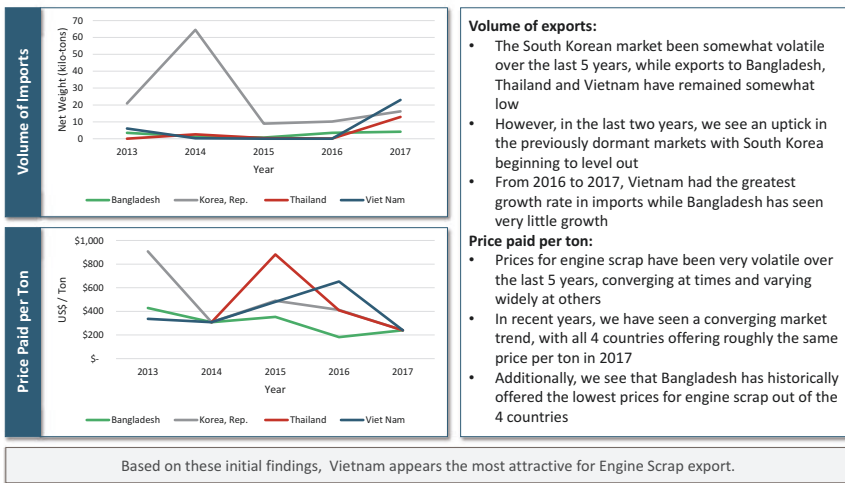 Volume of Imports
Net Weight (kilo-tons)
70
60
50
40
30
20
10
0
2013 2014 2015 2016 2017
Year
Bangladesh Korea, Rep. Thailand Viet Nam
Price Paid per Ton
US$ / Ton
$1,000
$800
$600
$400
$200
$-
2013 2014 2015 2016 2017
Year
Bangladesh Korea, Rep. Thailand Viet Nam
Volume of exports:
• The South Korean market been somewhat volatile
over the last 5 years, while exports to Bangladesh,
Thailand and Vietnam have remained somewhat
low
• However, in the last two years, we see an uptick in
the previously dormant markets with South Korea
beginning to level out
• From 2016 to 2017, Vietnam had the greatest
growth rate in imports while Bangladesh has seen
very little growth
Price paid per ton:
• Prices for engine scrap have been very volatile over
the last 5 years, converging at times and varying
widely at others
• In recent years, we have seen a converging market
trend, with all 4 countries offering roughly the same
price per ton in 2017
• Additionally, we see that Bangladesh has historically
offered the lowest prices for engine scrap out of the
4 countries
Based on these initial findings, Vietnam appears the most attractive for Engine Scrap export.